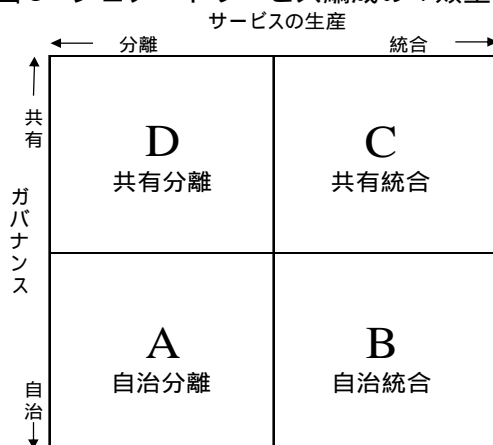 サービスの生産
分離 統合
共有
D
共有分離
C
共有統合
ガバナンス
A
自治分離
B
自治統合
自治